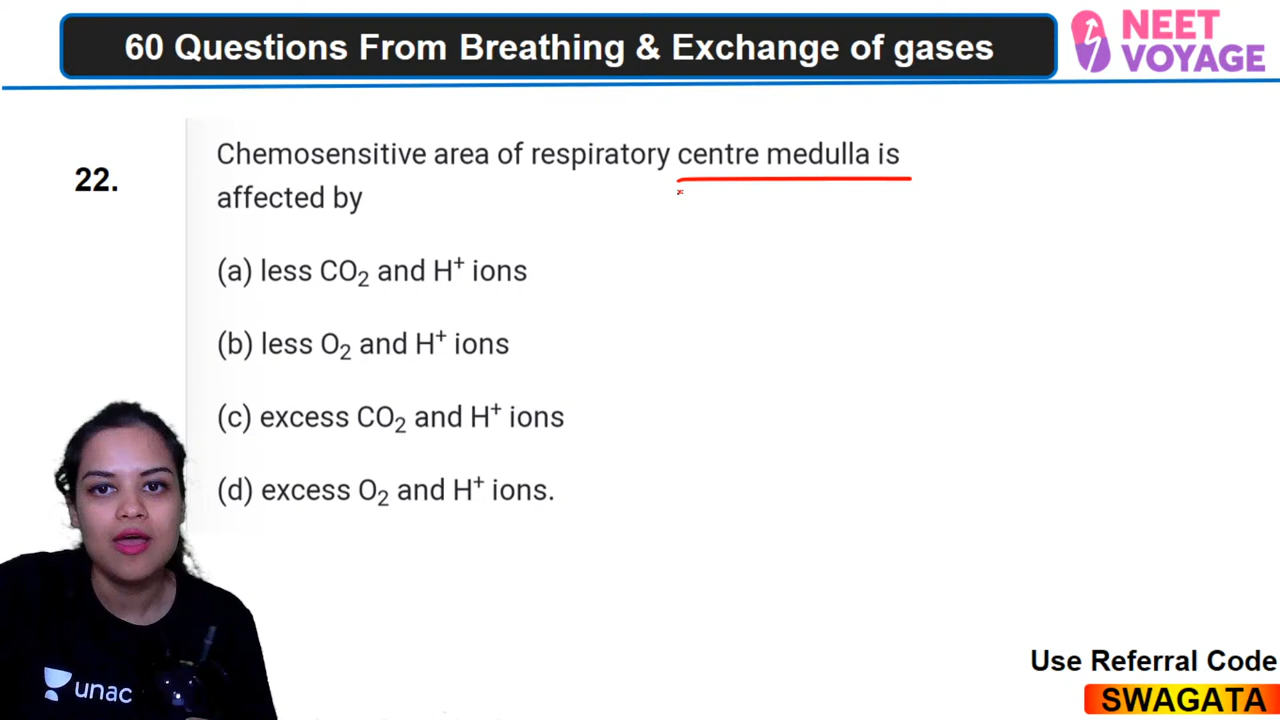 60 Questions From Breathing & Exchange of gases
NEET
VOYAGE
22.
Chemosensitive area of respiratory centre medulla is
affected by
(a) less CO₂ and H⁺ ions
(b) less O₂ and H⁺ ions
(c) excess CO₂ and H⁺ ions
(d) excess O₂ and H⁺ ions.
unac
Use Referral Code
SWAGATA